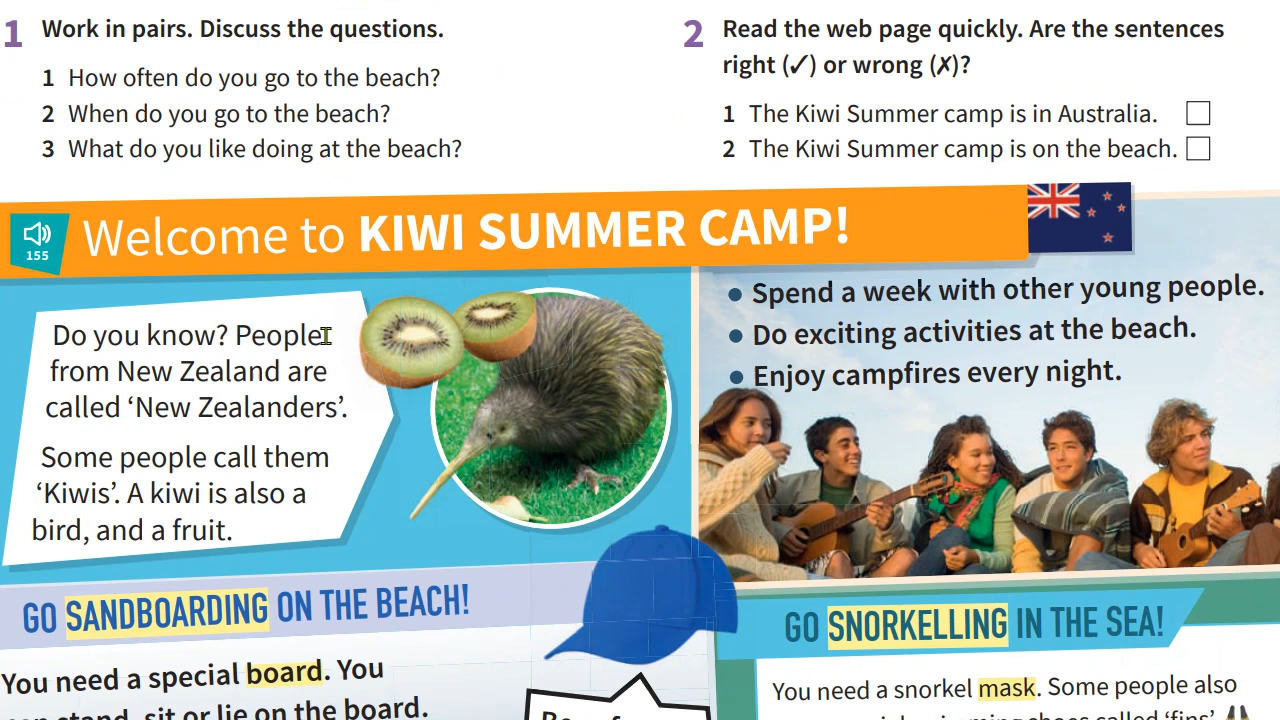 1 Work in pairs. Discuss the questions.
1 How often do you go to the beach?
2 When do you go to the beach?
3 What do you like doing at the beach?
2 Read the web page quickly. Are the sentences
right (✓) or wrong (✗)?
1 The Kiwi Summer camp is in Australia.
2 The Kiwi Summer camp is on the beach.
155
Welcome to KIWI SUMMER CAMP!
Do you know? People
from New Zealand are
called ‘New Zealanders’.
Some people call them
‘Kiwis’. A kiwi is also a
bird, and a fruit.
• Spend a week with other young people.
• Do exciting activities at the beach.
• Enjoy campfires every night.
GO SANDBOARDING ON THE BEACH!
You need a special board. You
can stand, sit or lie on the board.
GO SNORKELLING IN THE SEA!
You need a snorkel mask. Some people also
called ‘fins’